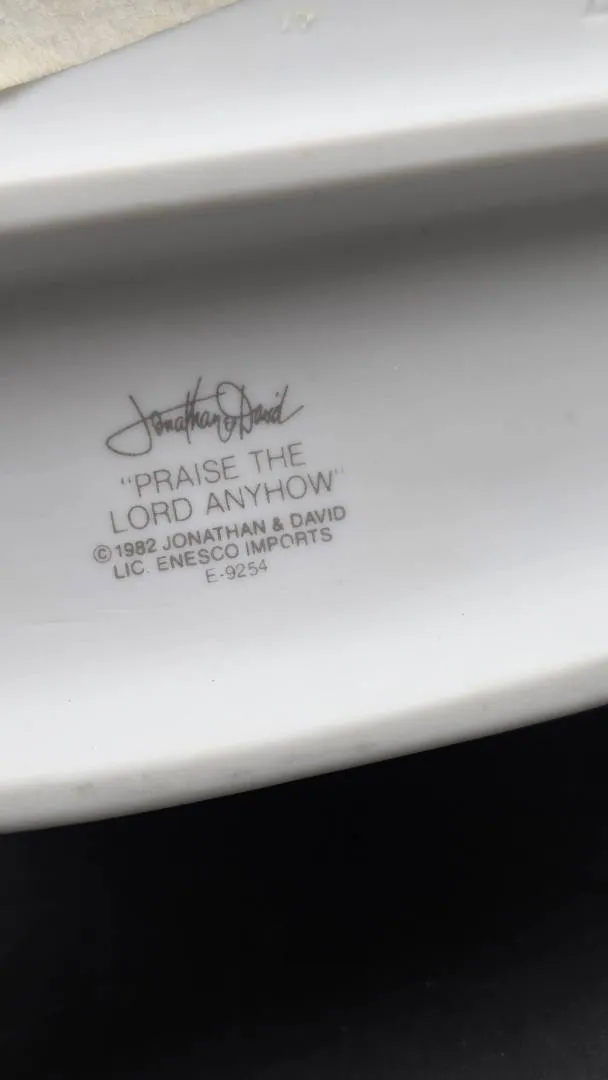 Jonathan & David
"PRAISE THE
LORD ANYHOW"
© 1982 JONATHAN & DAVID
LIC. ENESCO IMPORTS
E-9254